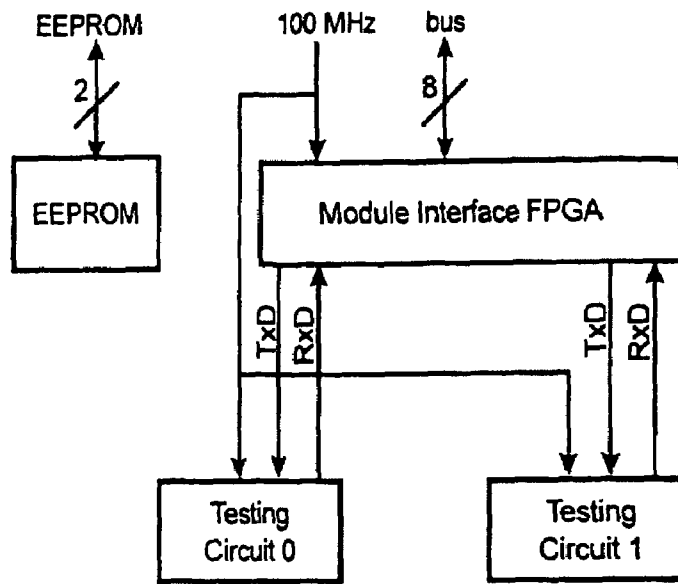 EEPROM
100 MHz
bus
2
8
EEPROM
Module Interface FPGA
TxD
RxD
TxD
RxD
Testing
Circuit 0
Testing
Circuit 1